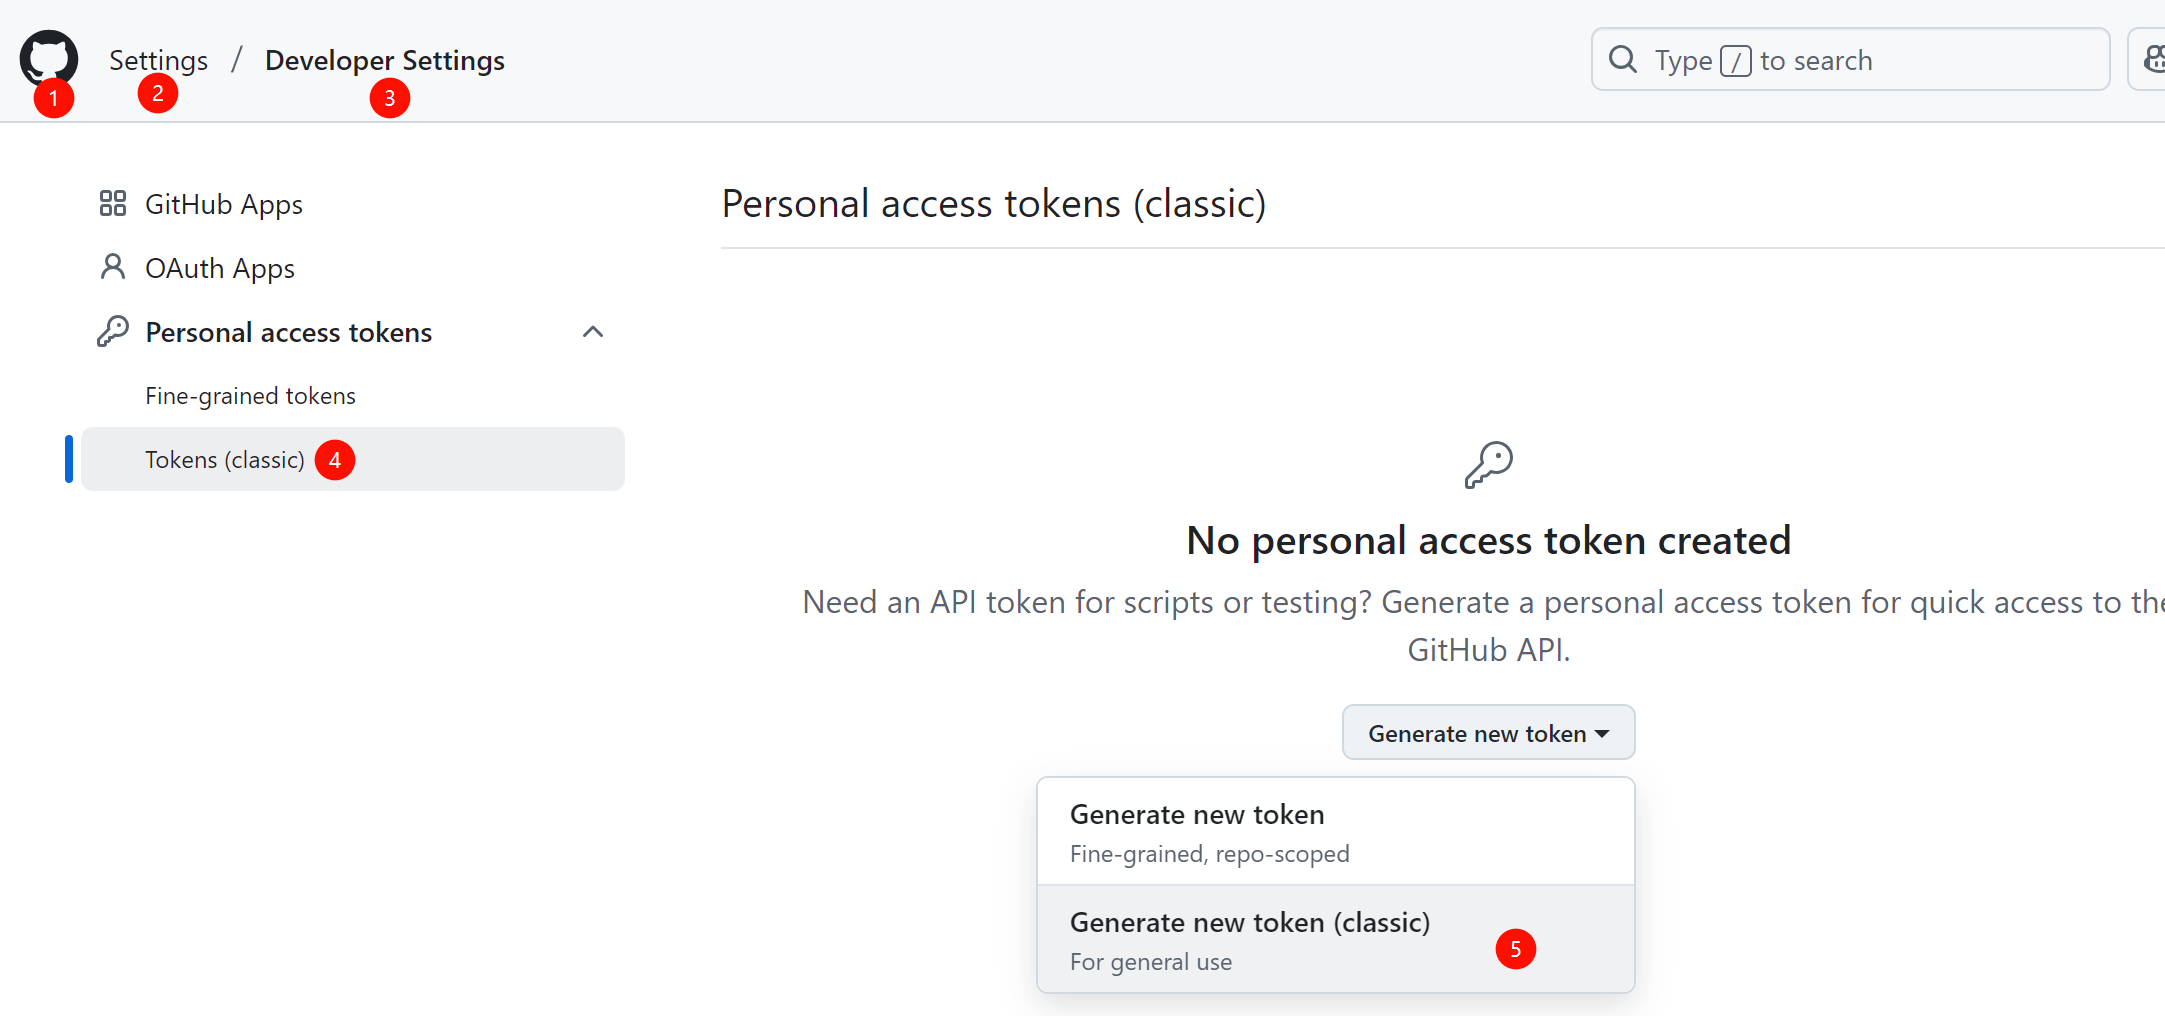 Settings / Developer Settings
Type / to search
1
2
3
GitHub Apps
OAuth Apps
Personal access tokens
Fine-grained tokens
Tokens (classic) 4
Personal access tokens (classic)
No personal access token created
Need an API token for scripts or testing? Generate a personal access token for quick access to the
GitHub API.
Generate new token
Generate new token
Fine-grained, repo-scoped
Generate new token (classic)
For general use
5